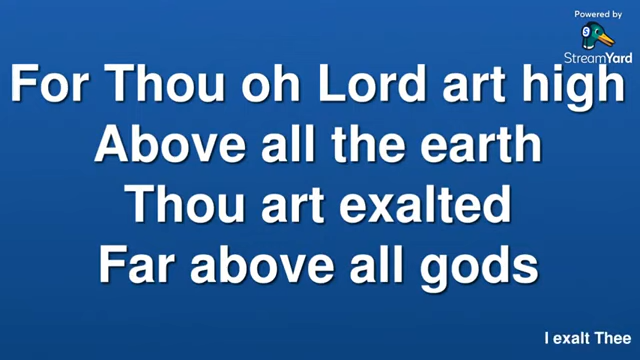 Powered by
StreamYard
For Thou oh Lord art high
Above all the earth
Thou art exalted
Far above all gods
I exalt Thee